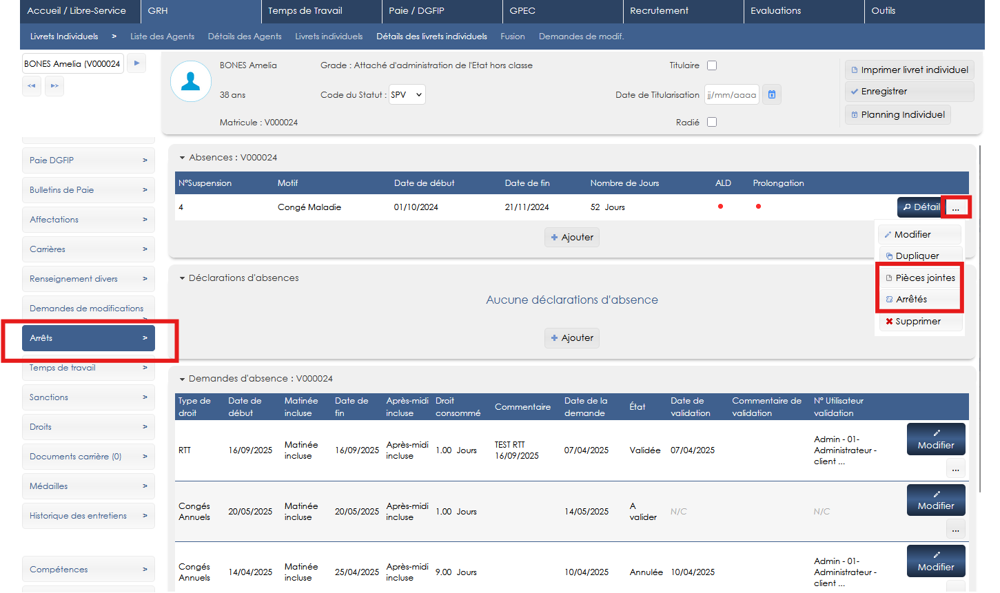 Accueil / Libre-Service GRH Temps de Travail Paie / DGFIP GPEC Recrutement Evaluations Outils
Livrets Individuels > Liste des Agents Détails des Agents Livrets individuels Détails des livrets individuels Fusion Demandes de modif.
BONES Amelia (V000024
BONES Amelia Grade : Attaché d'administration de l'Etat hors classe Titulaire
38 ans Code du Statut : SPV Date de Titularisation jj/mm/aaaa
Matricule : V000024 Radié
Imprimer livret individuel
Enregistrer
Planning Individuel
Paie DGFIP >
Bulletins de Paie >
Affectations >
Carrières >
Renseignement divers >
Demandes de modifications >
Arrêts >
Temps de travail >
Sanctions >
Droits >
Documents carrière (0) >
Médailles >
Historique des entretiens >
Compétences >
Absences : V000024
N°Suspension Motif Date de début Date de fin Nombre de Jours ALD Prolongation
4 Congé Maladie 01/10/2024 21/11/2024 52 Jours Détail ...
+ Ajouter
Modifier
Dupliquer
Pièces jointes
Arrêtés
Supprimer
Déclarations d'absences
Aucune déclarations d'absence
+ Ajouter
Demandes d'absence : V000024
Type de droit Date de début Matinée incluse Date de fin Après-midi incluse Droit consommé Commentaire Date de la demande État Date de validation Commentaire de validation N° Utilisateur validation
RTT 16/09/2025 Matinée incluse 16/09/2025 Après-midi incluse 1.00 Jours TEST RTT 16/09/2025 07/04/2025 Validée 07/04/2025 Admin - 01- Administrateur - client ... Modifier
...
Congés Annuels 20/05/2025 Matinée incluse 20/05/2025 Après-midi incluse 1.00 Jours 14/05/2025 A valider N/C N/C Modifier
...
Congés Annuels 14/04/2025 Matinée incluse 25/04/2025 Après-midi incluse 9.00 Jours 10/04/2025 Annulée 10/04/2025 Admin - 01- Administrateur - client ... Modifier